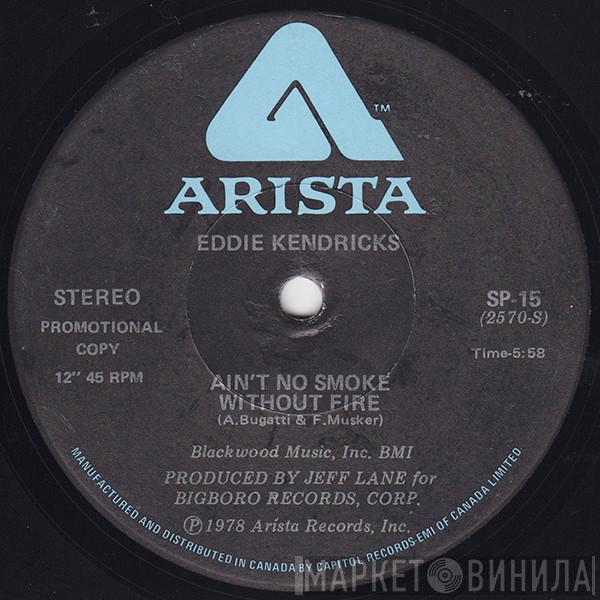 TM
ARISTA
EDDIE KENDRICKS
STEREO
PROMOTIONAL
COPY
12" 45 RPM
SP-15
(2570-S)
Time-5:58
AIN'T NO SMOKE
WITHOUT FIRE
(A.Bugatti & F.Musker)
Blackwood Music, Inc. BMI
PRODUCED BY JEFF LANE for
BIGBORO RECORDS, CORP.
Ⓟ1978 Arista Records, Inc.
MANUFACTURED AND DISTRIBUTED IN CANADA BY CAPITOL RECORDS-EMI OF CANADA LIMITED
МАРКЕТ ВИНИЛА